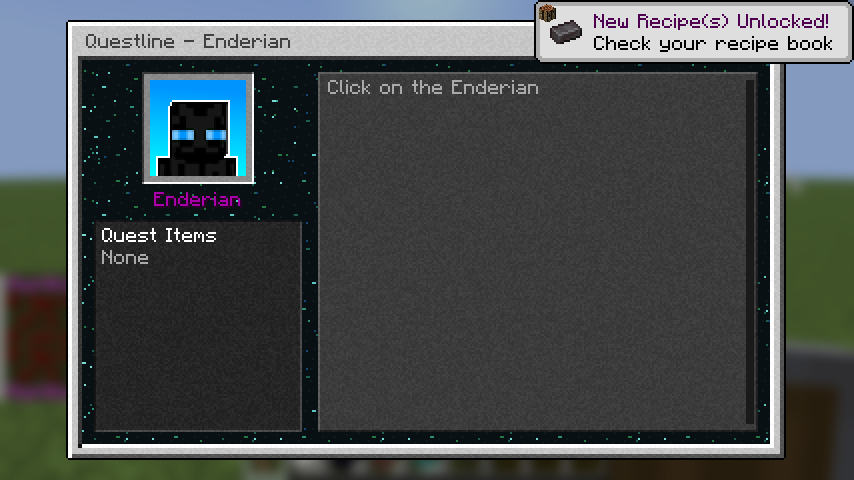 Questline - Enderian
New Recipe(s) Unlocked!
Check your recipe book
Click on the Enderian
Enderian
Quest Items
None